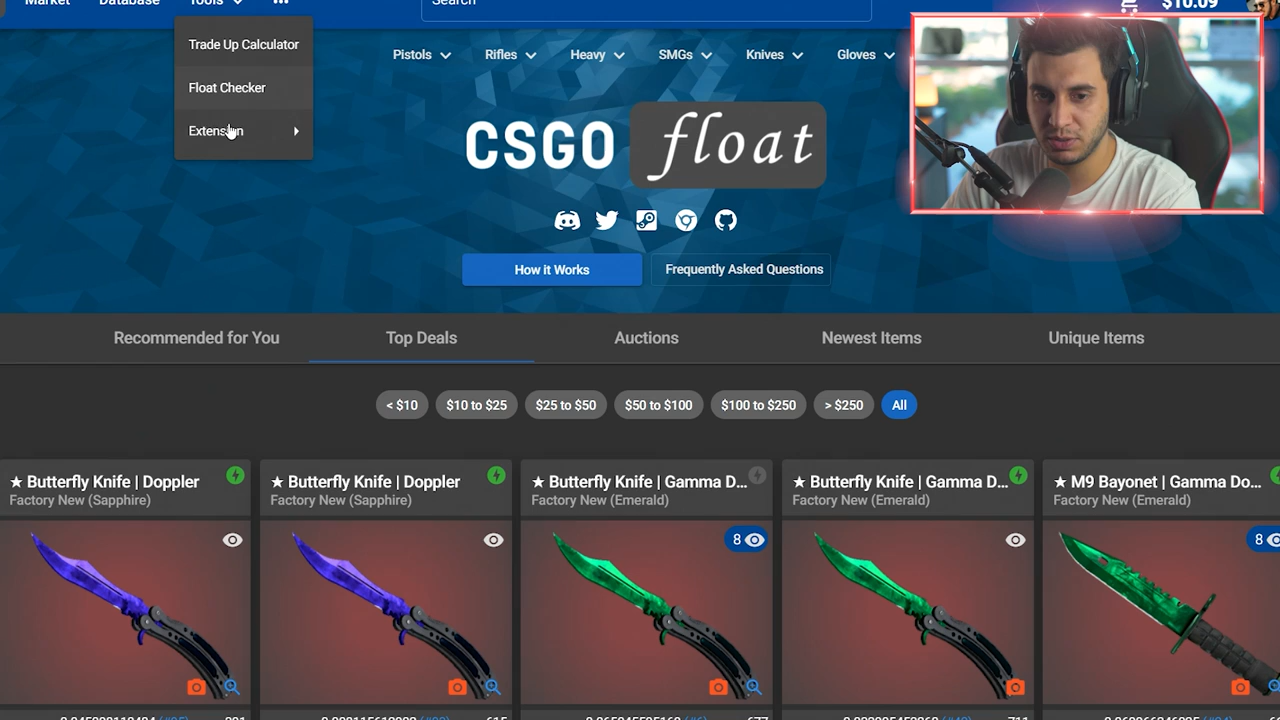 Market Database Tools ...
Search
$10.09
Trade Up Calculator
Float Checker
Extension
Pistols Rifles Heavy SMGs Knives Gloves
CSGO float
How it Works
Frequently Asked Questions
Recommended for You Top Deals Auctions Newest Items Unique Items
< $10 $10 to $25 $25 to $50 $50 to $100 $100 to $250 > $250 All
★ Butterfly Knife | Doppler
Factory New (Sapphire)
★ Butterfly Knife | Doppler
Factory New (Sapphire)
★ Butterfly Knife | Gamma D...
Factory New (Emerald)
8
★ Butterfly Knife | Gamma D...
Factory New (Emerald)
★ M9 Bayonet | Gamma Do...
Factory New (Emerald)
8